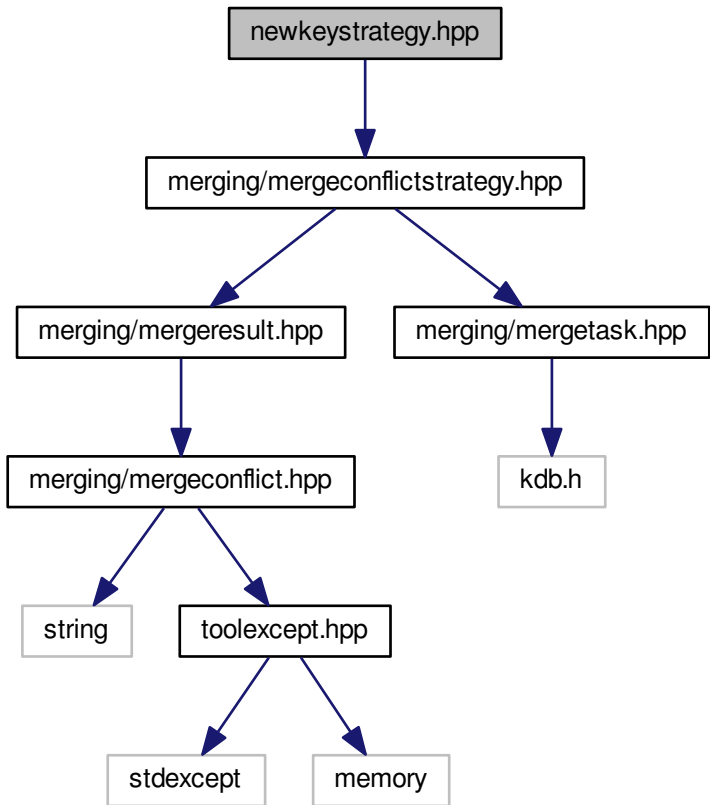 newkeystrategy.hpp
merging/mergeconflictstrategy.hpp
merging/mergeresult.hpp
merging/mergetask.hpp
merging/mergeconflict.hpp
kdb.h
string
toolexcept.hpp
stdexcept
memory